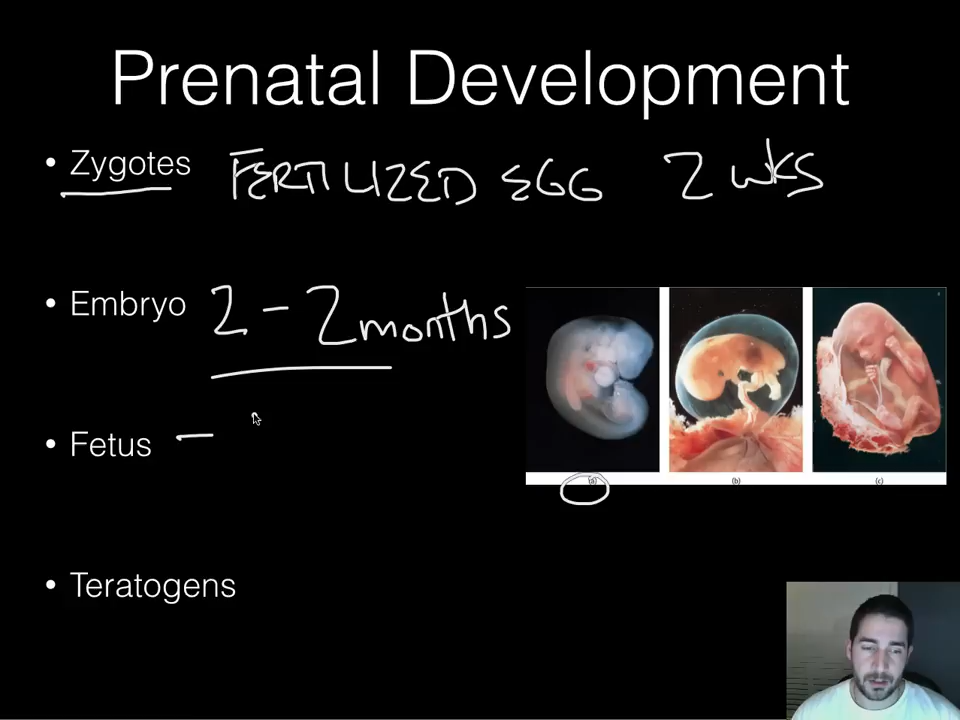 Prenatal Development
• Zygotes FERTILIZED EGG 2 WKS
• Embryo 2 - 2 months
• Fetus —
• Teratogens
(a) (b) (c)